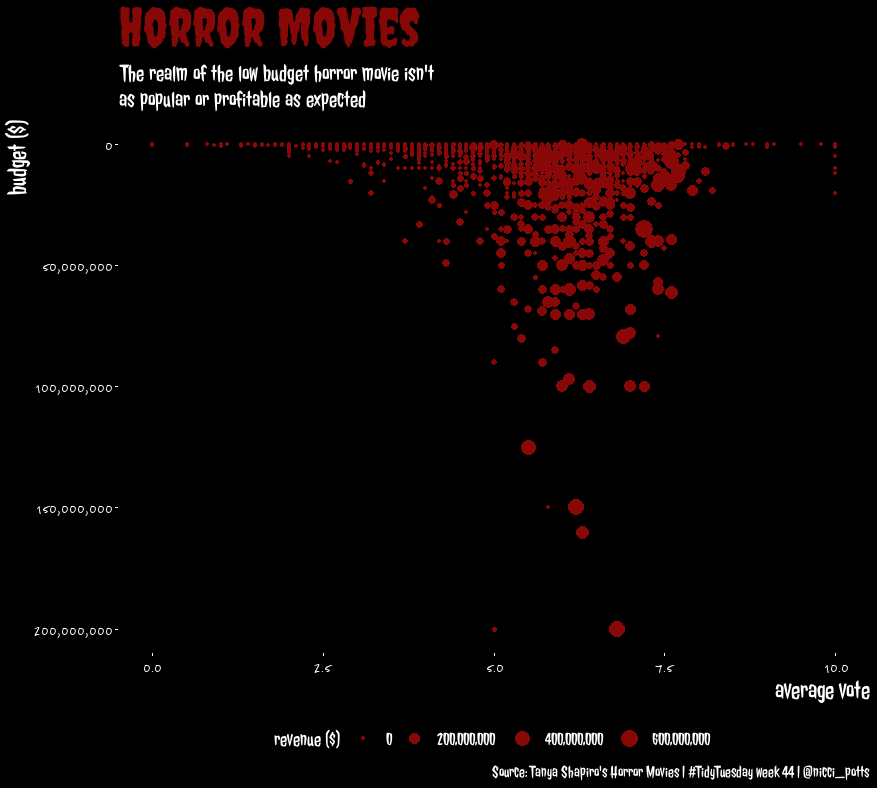 HORROR MOVIES
The realm of the low budget horror movie isn't
as popular or profitable as expected
budget ($)
0
50,000,000
100,000,000
150,000,000
200,000,000
0.0 2.5 5.0 7.5 10.0
average vote
revenue ($) 0 200,000,000 400,000,000 600,000,000
Source: Tanya Shapiro's Horror Movies | #TidyTuesday week 44 | @nicci_potts